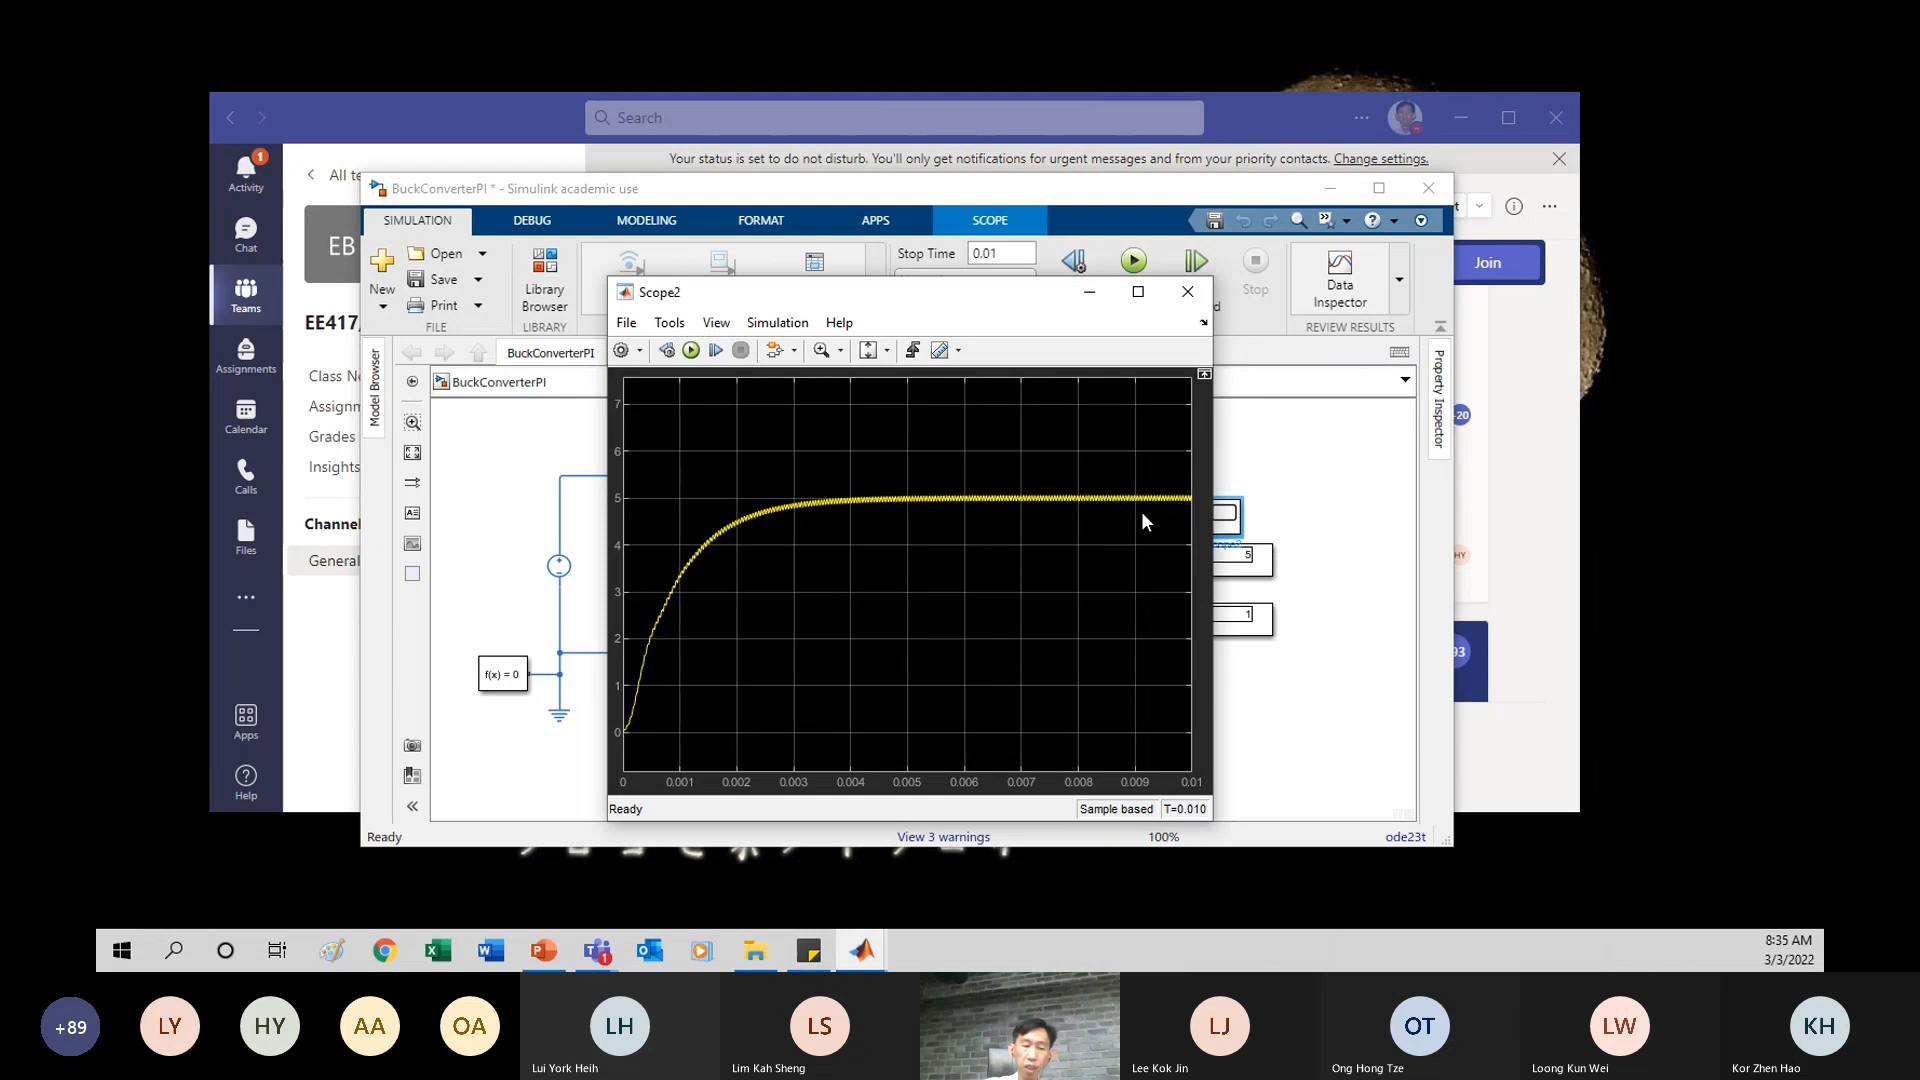 Search
Your status is set to do not disturb. You'll only get notifications for urgent messages and from your priority contacts. Change settings.
1
Activity
Chat
Teams
Assignments
Calendar
Calls
Files
Apps
Help
All te
EB
EE417
Class No
Assignm
Grades
Insights
Channel
General
Join
-20
HY
93
BuckConverterPI * - Simulink academic use
SIMULATION
DEBUG
MODELING
FORMAT
APPS
SCOPE
New
Open
Save
Print
FILE
Library
Browser
LIBRARY
Stop Time
0.01
Stop
Data
Inspector
REVIEW RESULTS
Model Browser
BuckConverterPI
BuckConverterPI
Property Inspector
f(x) = 0
5
1
Scope2
File
Tools
View
Simulation
Help
7
6
5
4
3
2
1
0
0
0.001
0.002
0.003
0.004
0.005
0.006
0.007
0.008
0.009
0.01
Ready
Sample based
T=0.010
Ready
View 3 warnings
100%
ode23t
8:35 AM
3/3/2022
+89
LY
HY
AA
OA
LH
Lui York Heih
LS
Lim Kah Sheng
LJ
Lee Kok Jin
OT
Ong Hong Tze
LW
Loong Kun Wei
KH
Kor Zhen Hao